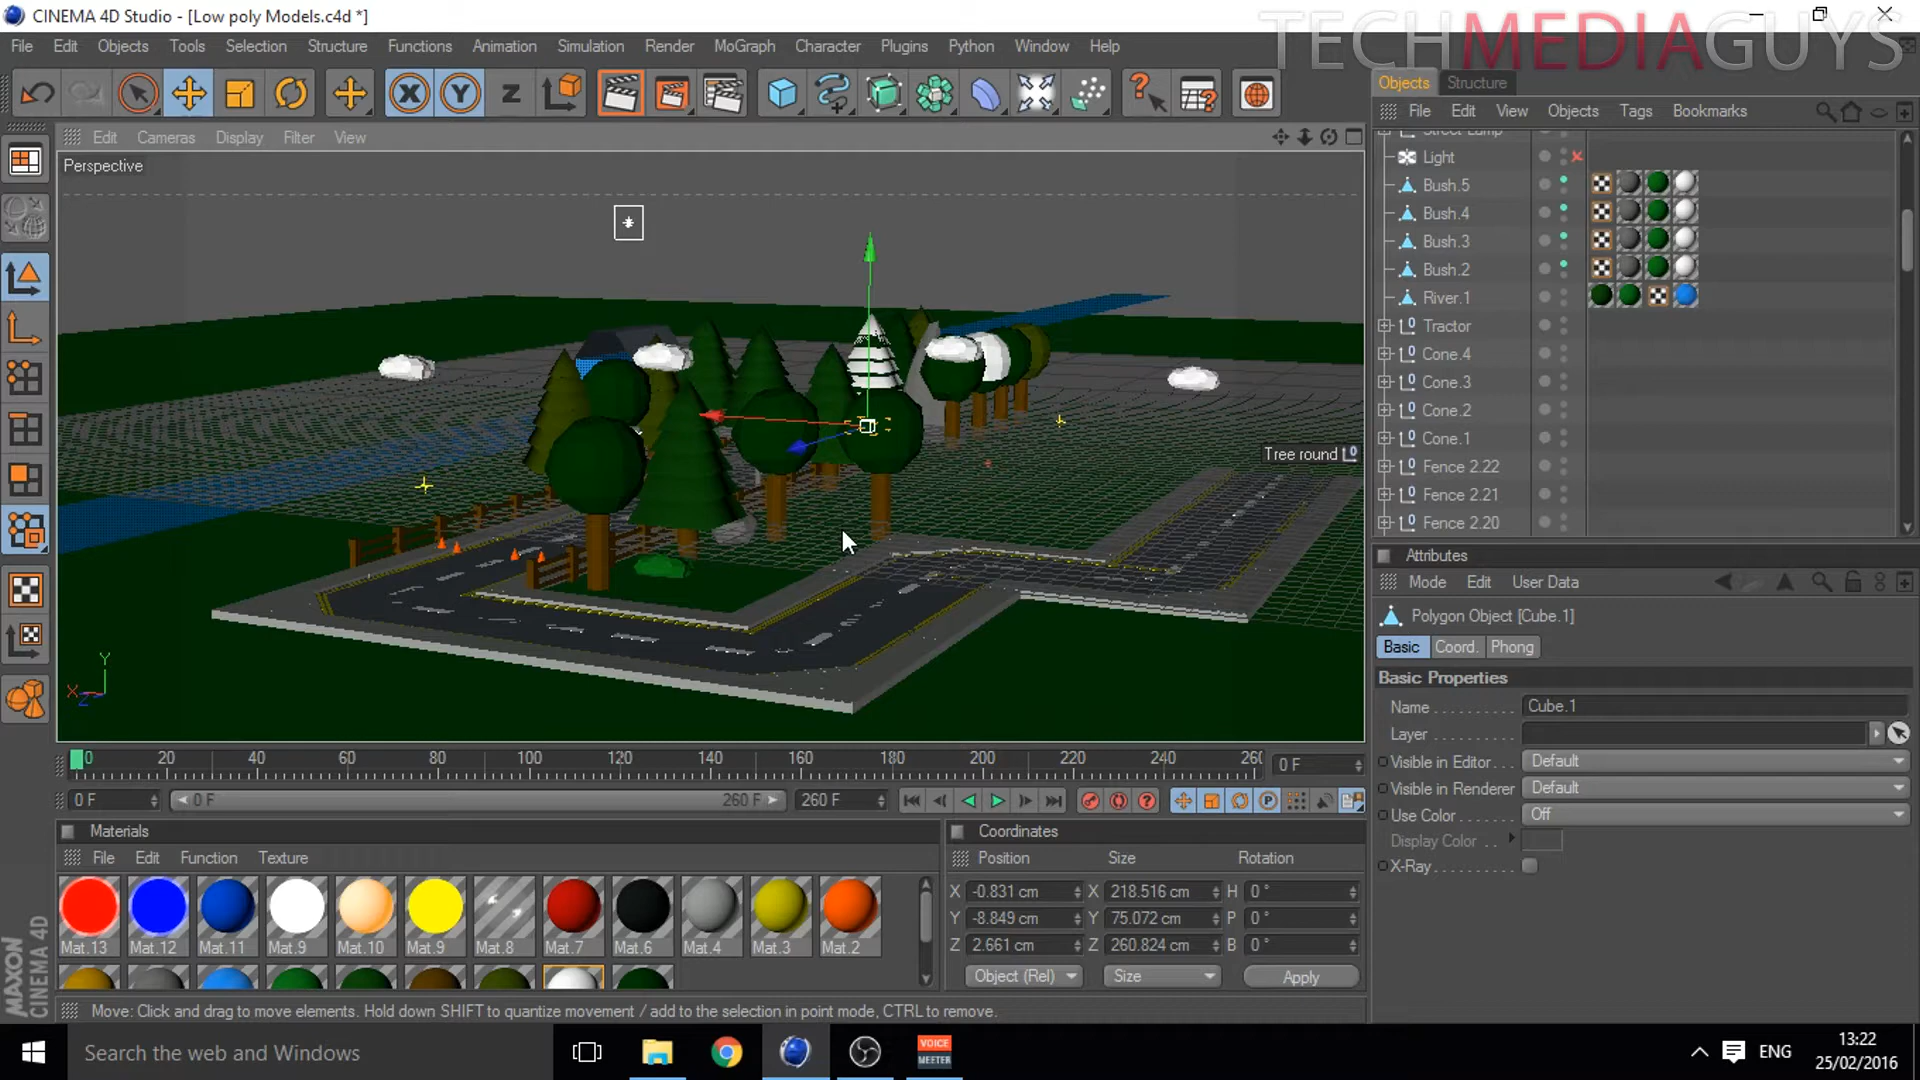 CINEMA 4D Studio - [Low poly Models.c4d *]
TECHMEDIAGUYS
File Edit Objects Tools Selection Structure Functions Animation Simulation Render MoGraph Character Plugins Python Window Help
X Y Z
Objects Structure
File Edit View Objects Tags Bookmarks
Edit Cameras Display Filter View
Perspective
Street Lamp
Light
Bush.5
Bush.4
Bush.3
Bush.2
River.1
Tractor
Cone.4
Cone.3
Cone.2
Cone.1
Fence 2.22
Fence 2.21
Fence 2.20
Tree round
Y
X
Z
Attributes
Mode Edit User Data
Polygon Object [Cube.1]
Basic Coord. Phong
Basic Properties
Name Cube.1
Layer
Visible in Editor Default
Visible in Renderer Default
Use Color Off
Display Color
X-Ray
0 20 40 60 80 100 120 140 160 180 200 220 240 26
0 F
0 F 0 F 260 F 260 F
Materials
File Edit Function Texture
Mat.13 Mat.12 Mat.11 Mat.9 Mat.10 Mat.9 Mat.8 Mat.7 Mat.6 Mat.4 Mat.3 Mat.2
Coordinates
Position Size Rotation
X -0.831 cm X 218.516 cm H 0 °
Y -8.849 cm Y 75.072 cm P 0 °
Z 2.661 cm Z 260.824 cm B 0 °
Object (Rel) Size Apply
MAXON
CINEMA 4D
Move: Click and drag to move elements. Hold down SHIFT to quantize movement / add to the selection in point mode, CTRL to remove.
Search the web and Windows
VOICE
MEETER
ENG
13:22
25/02/2016